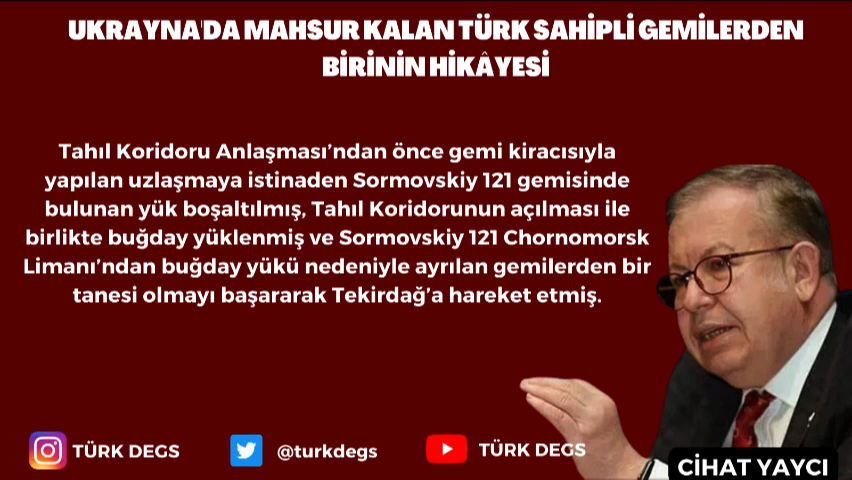 UKRAYNA'DA MAHSUR KALAN TÜRK SAHİPLİ GEMİLERDEN
BİRİNİN HİKÂYESİ
Tahıl Koridoru Anlaşması’ndan önce gemi kiracısıyla
yapılan uzlaşmaya istinaden Sormovskiy 121 gemisinde
bulunan yük boşaltılmış, Tahıl Koridorunun açılması ile
birlikte buğday yüklenmiş ve Sormovskiy 121 Chornomorsk
Limanı’ndan buğday yükü nedeniyle ayrılan gemilerden bir
tanesi olmayı başararak Tekirdağ’a hareket etmiş.
TÜRK DEGS
@turkdegs
TÜRK DEGS
CİHAT YAYCI